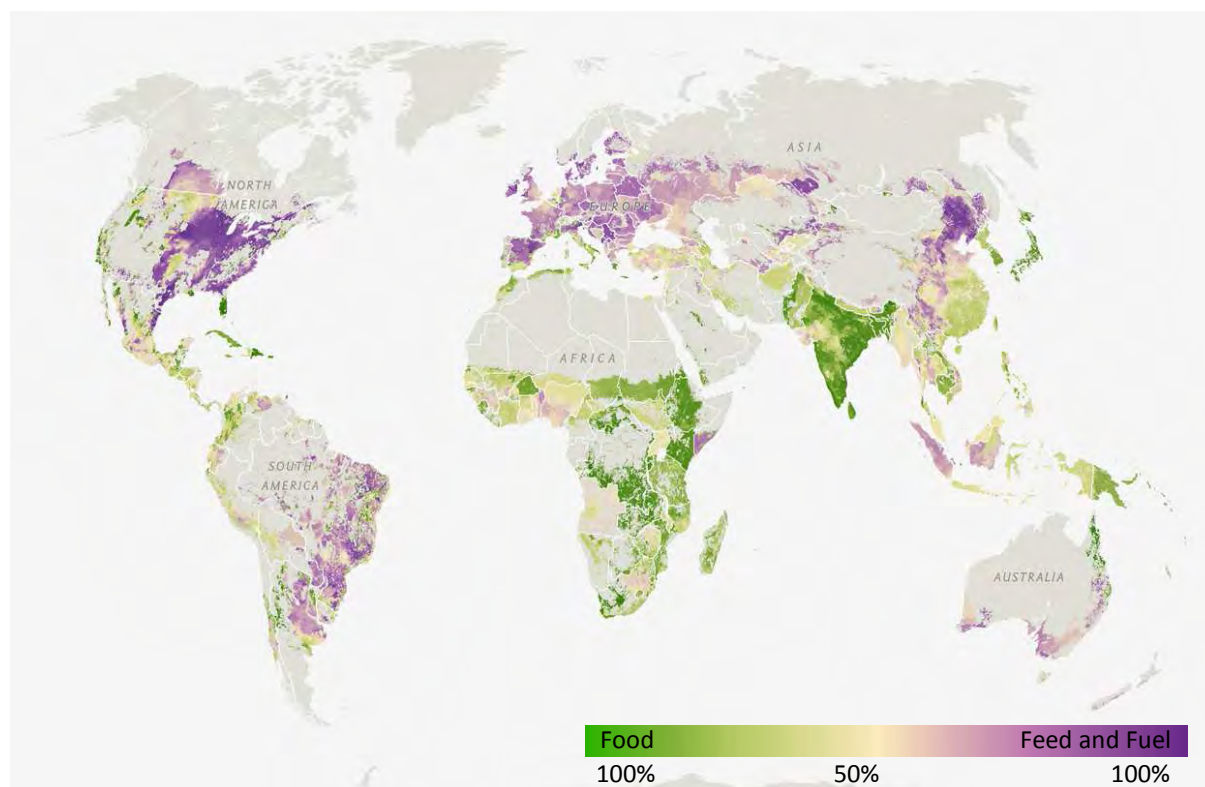 ASIA
NORTH
AMERICA
EUROPE
AFRICA
SOUTH
AMERICA
AUSTRALIA
Food Feed and Fuel
100% 50% 100%